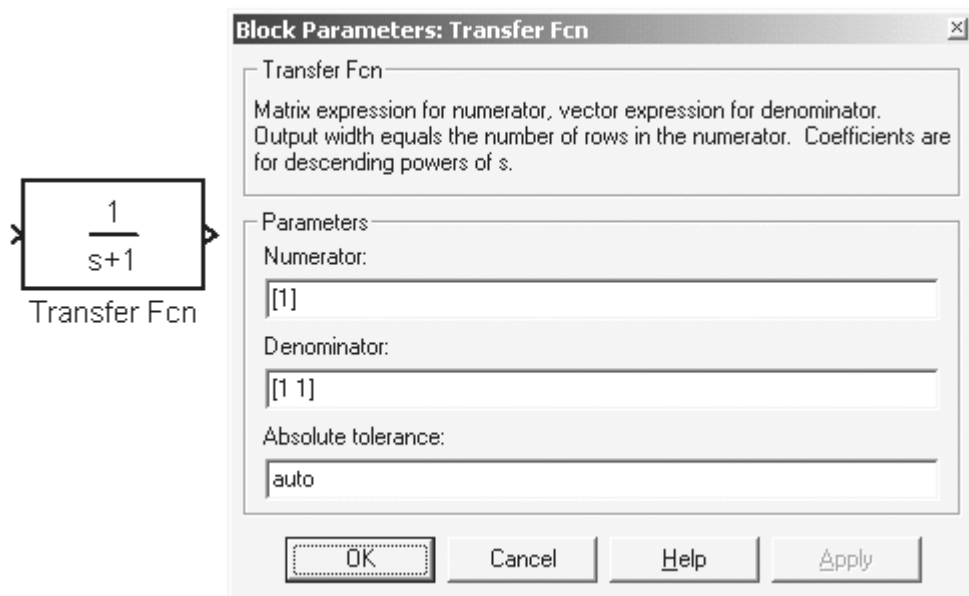 Block Parameters: Transfer Fcn
Transfer Fcn
Matrix expression for numerator, vector expression for denominator.
Output width equals the number of rows in the numerator. Coefficients are
for descending powers of s.
1
s+1
Transfer Fcn
Parameters
Numerator:
[1]
Denominator:
[1 1]
Absolute tolerance:
auto
OK Cancel Help Apply